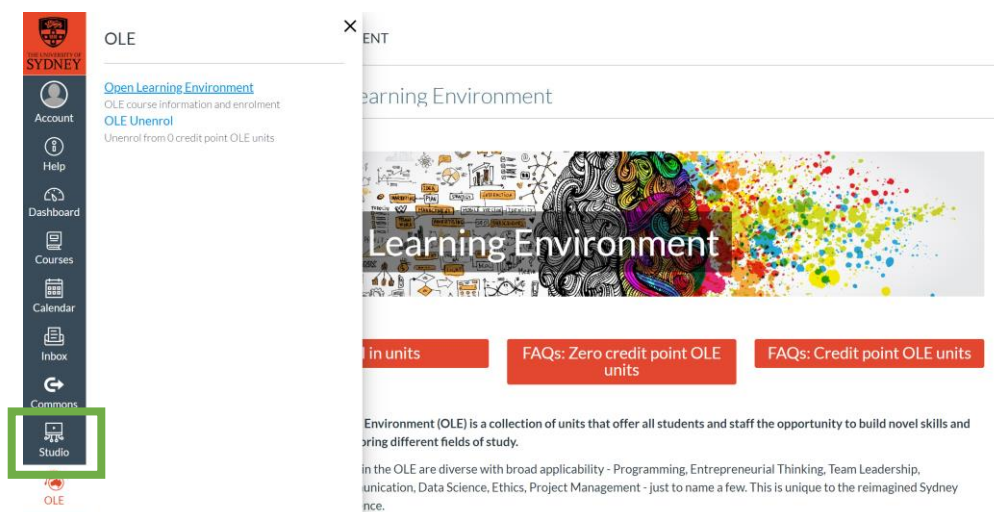 THE UNIVERSITY OF
SYDNEY
Account
Help
Dashboard
Courses
Calendar
Inbox
Commons
Studio
OLE
OLE
Open Learning Environment
OLE course information and enrolment
OLE Unenrol
Unenrol from 0 credit point OLE units
ENT
earning Environment
Learning Environment
in units
FAQs: Zero credit point OLE
units
FAQs: Credit point OLE units
Environment (OLE) is a collection of units that offer all students and staff the opportunity to build novel skills and
oring different fields of study.
in the OLE are diverse with broad applicability - Programming, Entrepreneurial Thinking, Team Leadership,
unication, Data Science, Ethics, Project Management - just to name a few. This is unique to the reimagined Sydney
nce.